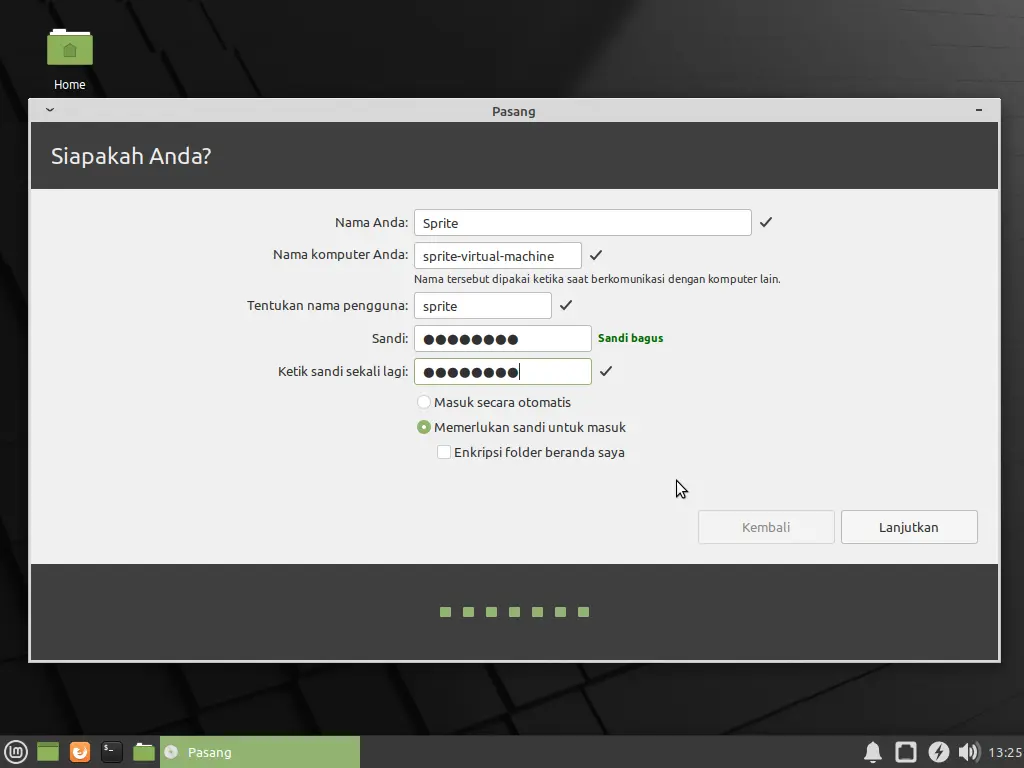 Home
Pasang
Siapakah Anda?
Nama Anda: Sprite
Nama komputer Anda: sprite-virtual-machine
Nama tersebut dipakai ketika saat berkomunikasi dengan komputer lain.
Tentukan nama pengguna: sprite
Sandi: ●●●●●●●● Sandi bagus
Ketik sandi sekali lagi: ●●●●●●●●
Masuk secara otomatis
Memerlukan sandi untuk masuk
Enkripsi folder beranda saya
Kembali Lanjutkan
Pasang 13:25